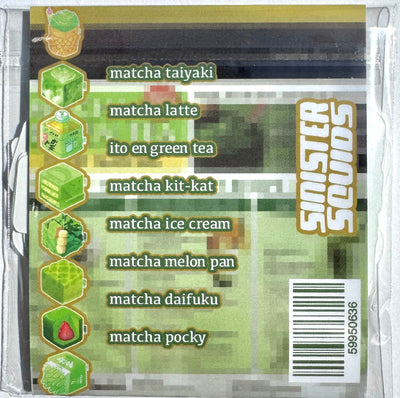 matcha taiyaki
matcha latte
ito en green tea
matcha kit-kat
matcha ice cream
matcha melon pan
matcha daifuku
matcha pocky
SINISTER
SQUIDS
59950636